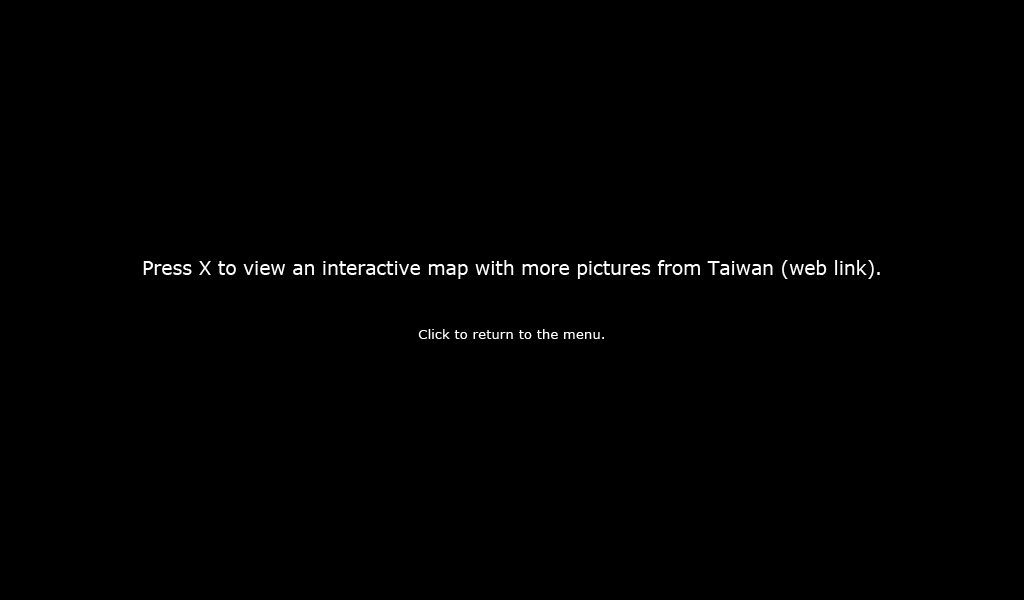 Press X to view an interactive map with more pictures from Taiwan (web link).
Click to return to the menu.